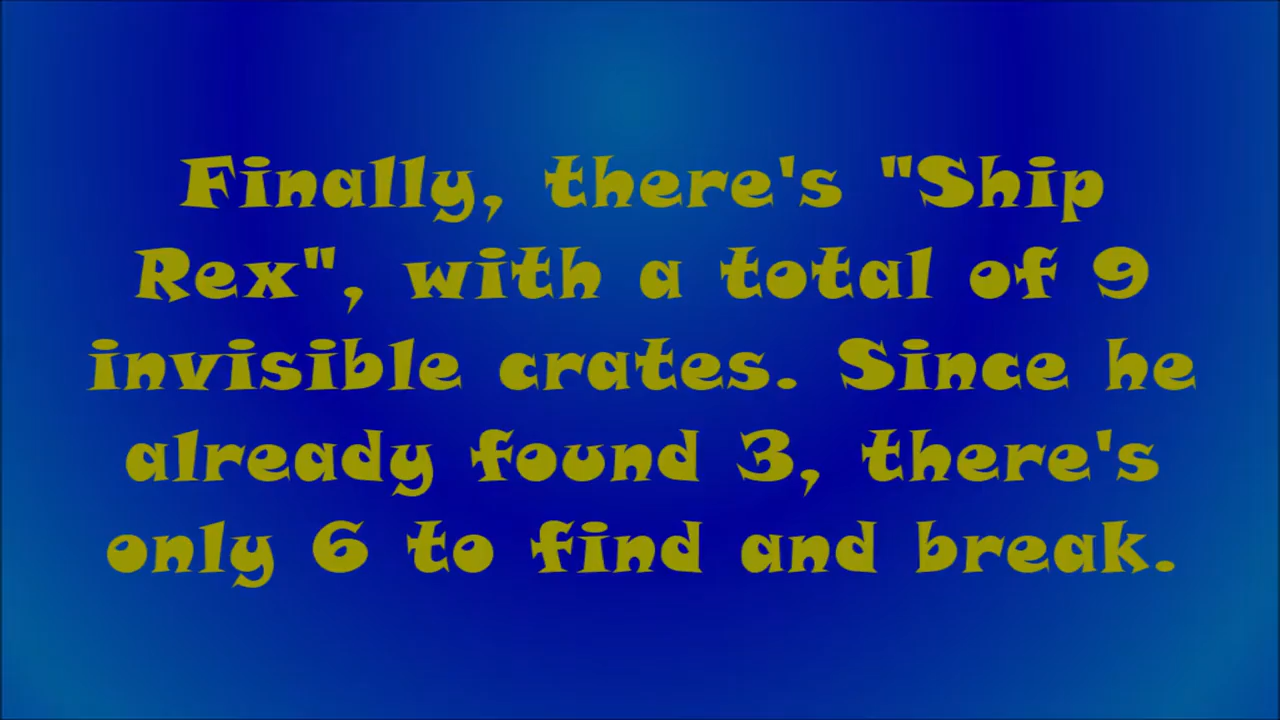 Finally, there's "Ship
Rex", with a total of 9
invisible crates. Since he
already found 3, there's
only 6 to find and break.